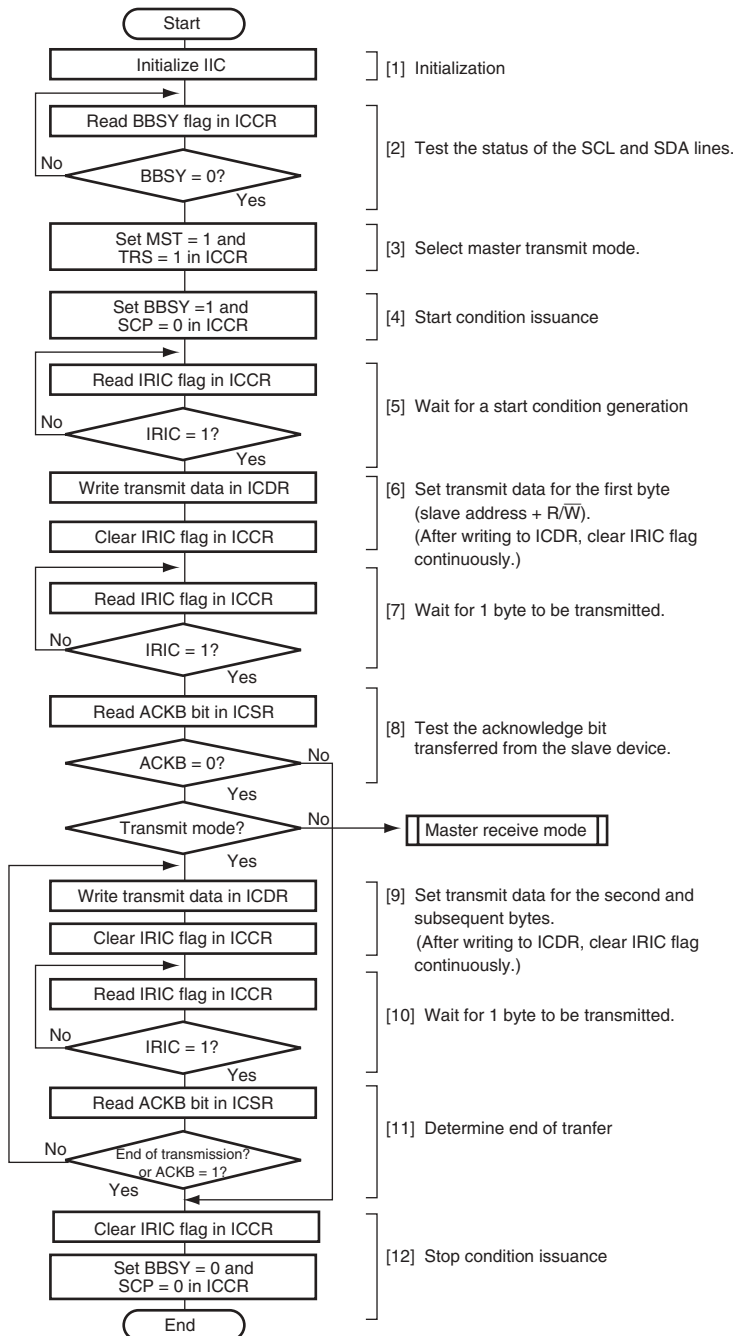 Start
Initialize IIC
[1] Initialization
Read BBSY flag in ICCR
[2] Test the status of the SCL and SDA lines.
No
BBSY = 0?
Yes
Set MST = 1 and
TRS = 1 in ICCR
[3] Select master transmit mode.
Set BBSY =1 and
SCP = 0 in ICCR
[4] Start condition issuance
Read IRIC flag in ICCR
[5] Wait for a start condition generation
No
IRIC = 1?
Yes
Write transmit data in ICDR
[6] Set transmit data for the first byte
(slave address + R/W̅).
(After writing to ICDR, clear IRIC flag
continuously.)
Clear IRIC flag in ICCR
Read IRIC flag in ICCR
[7] Wait for 1 byte to be transmitted.
No
IRIC = 1?
Yes
Read ACKB bit in ICSR
[8] Test the acknowledge bit
transferred from the slave device.
ACKB = 0?
No
Yes
Transmit mode?
No
Master receive mode
Yes
Write transmit data in ICDR
[9] Set transmit data for the second and
subsequent bytes.
(After writing to ICDR, clear IRIC flag
continuously.)
Clear IRIC flag in ICCR
Read IRIC flag in ICCR
[10] Wait for 1 byte to be transmitted.
No
IRIC = 1?
Yes
Read ACKB bit in ICSR
[11] Determine end of tranfer
No
End of transmission?
or ACKB = 1?
Yes
Clear IRIC flag in ICCR
[12] Stop condition issuance
Set BBSY = 0 and
SCP = 0 in ICCR
End